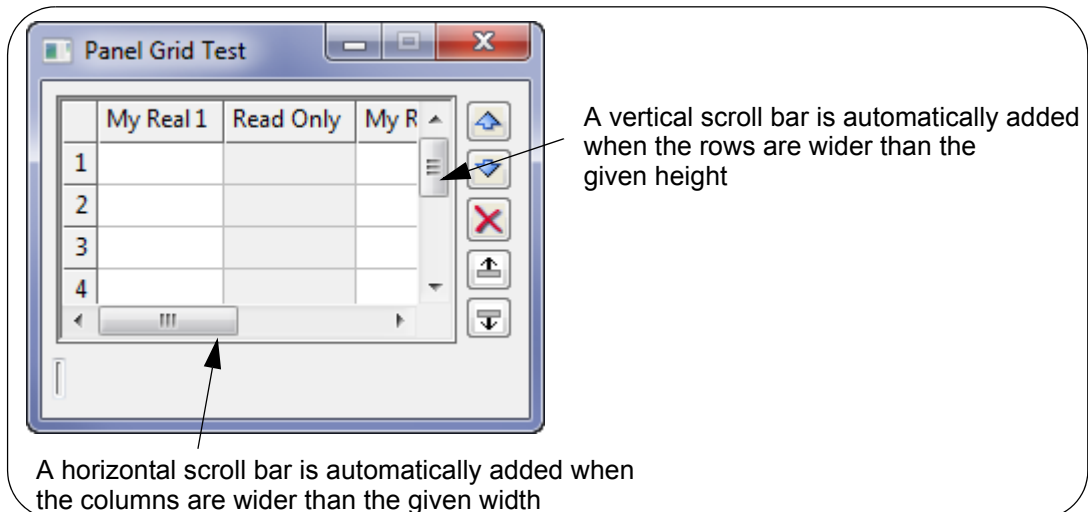 Panel Grid Test
My Real 1 Read Only My R
1
2
3
4
A vertical scroll bar is automatically added
when the rows are wider than the
given height
A horizontal scroll bar is automatically added when
the columns are wider than the given width